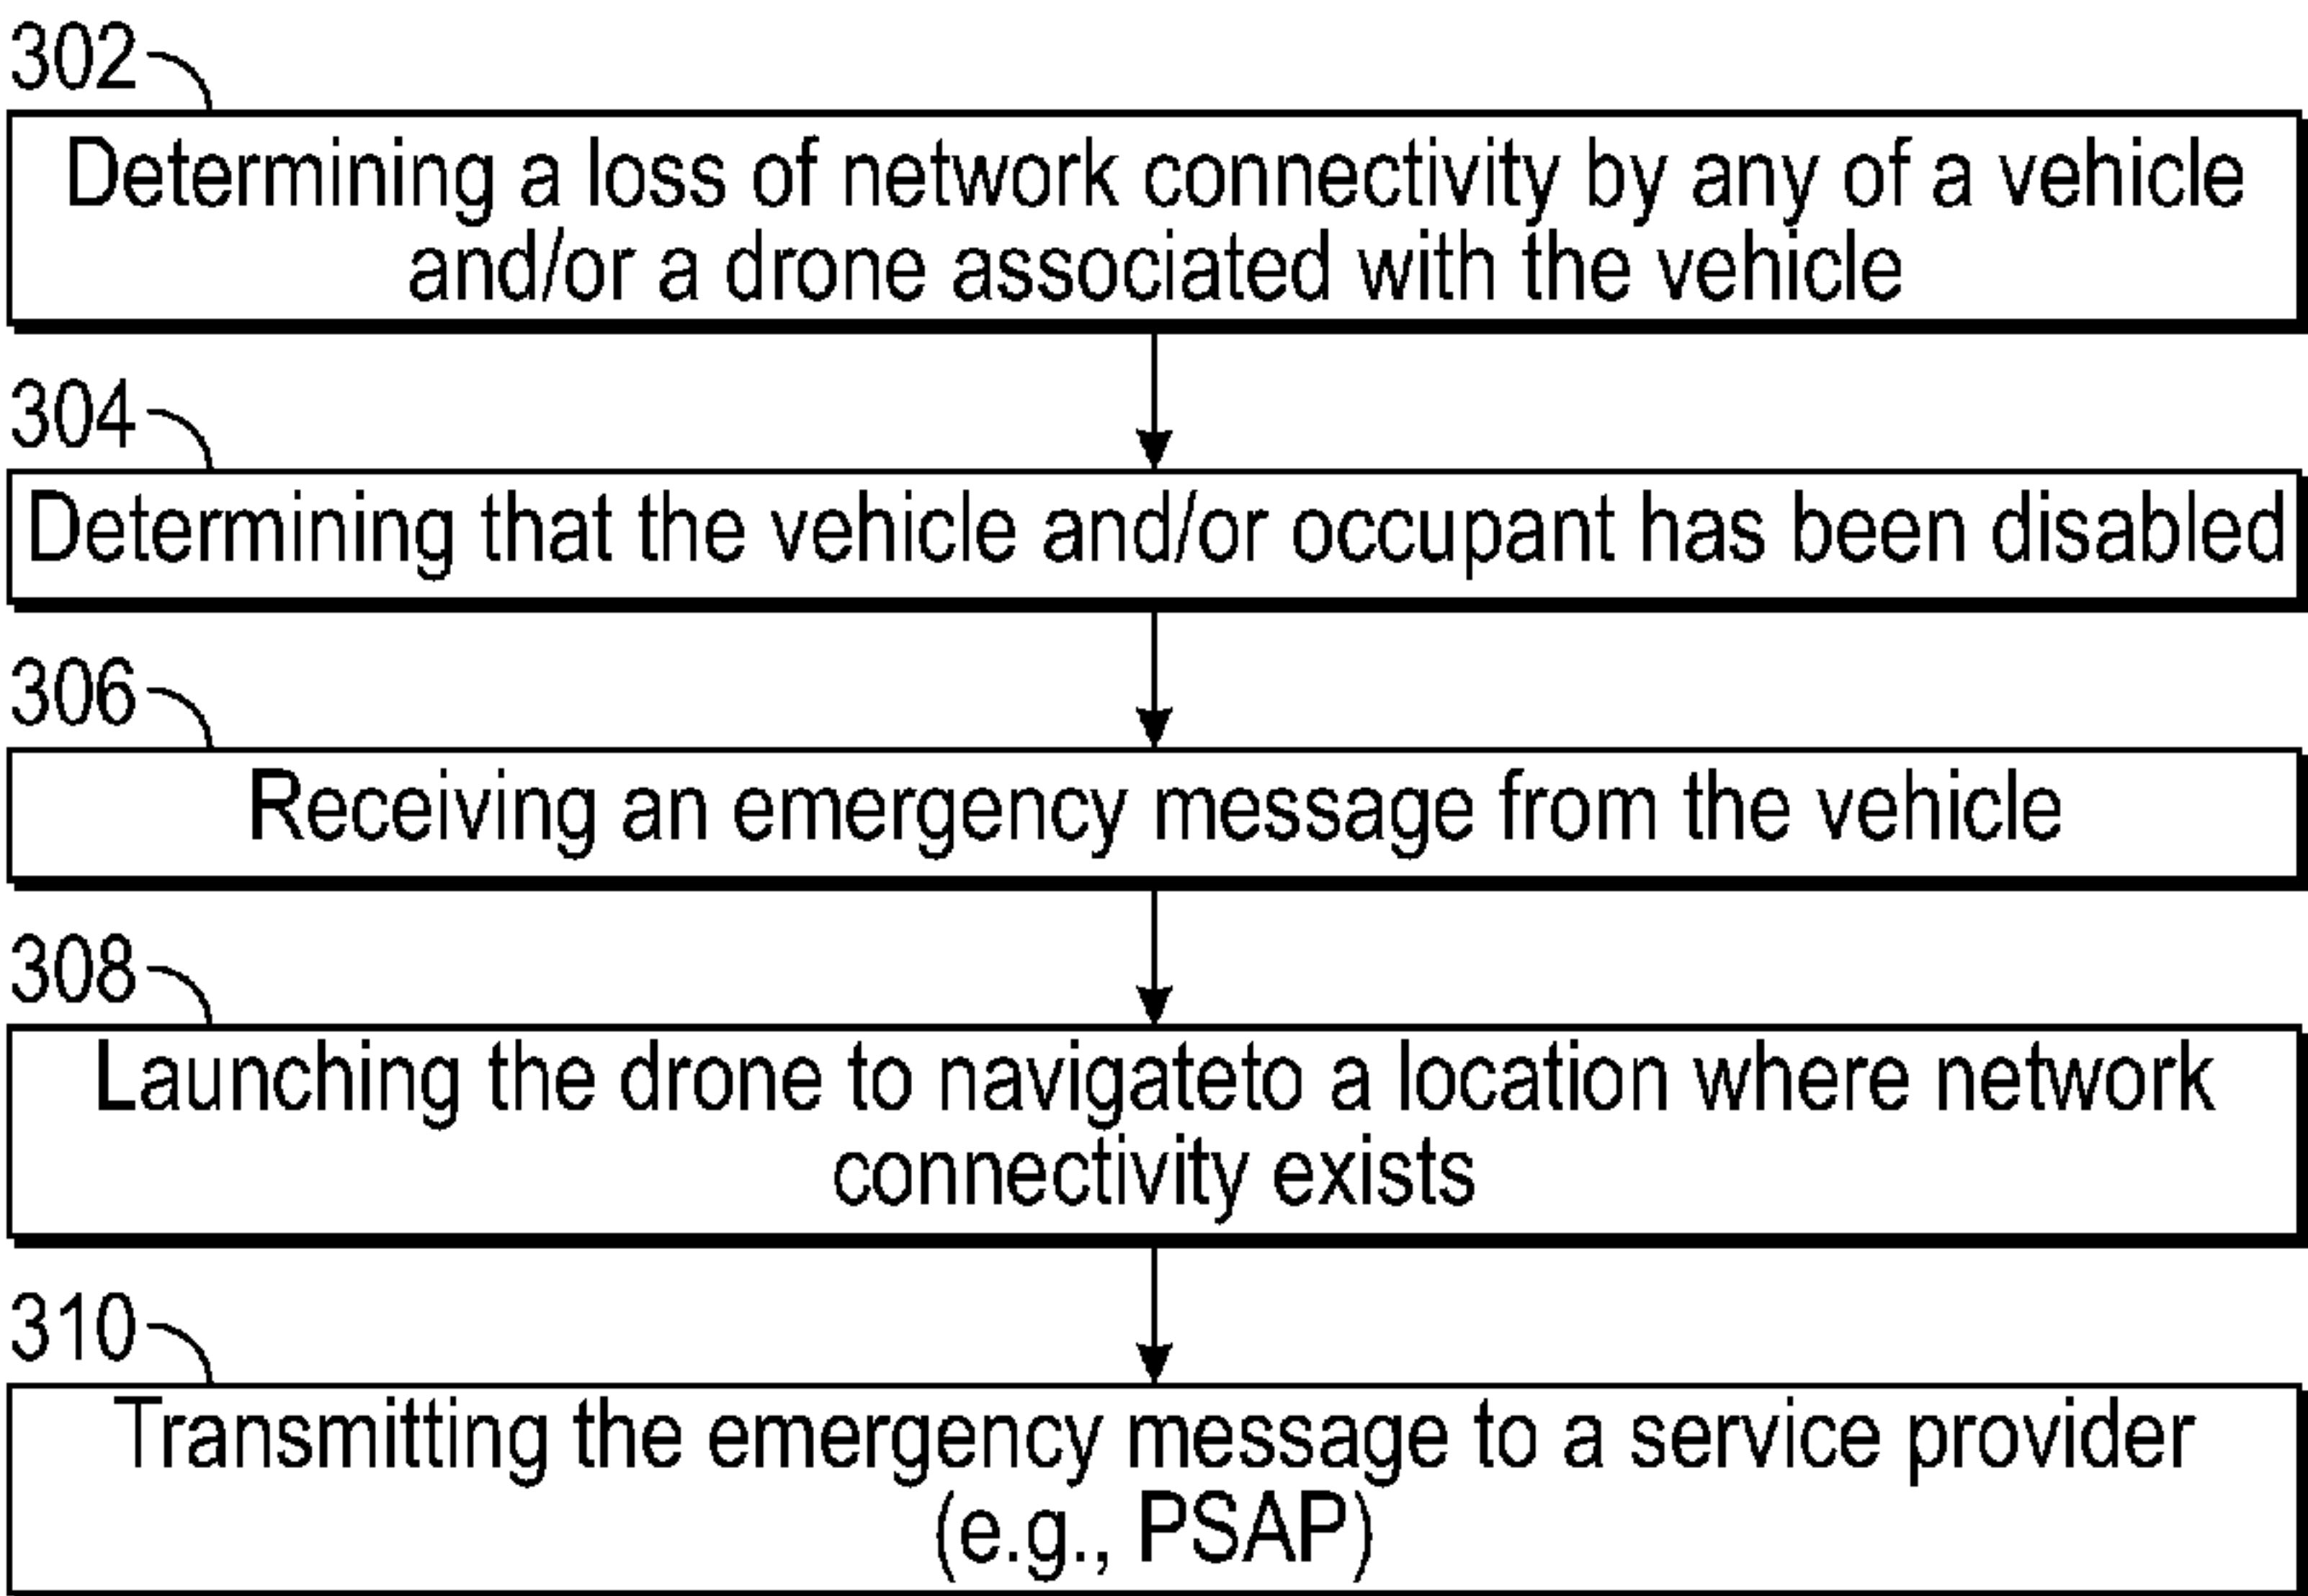 302
Determining a loss of network connectivity by any of a vehicle
and/or a drone associated with the vehicle
304
Determining that the vehicle and/or occupant has been disabled
306
Receiving an emergency message from the vehicle
308
Launching the drone to navigateto a location where network
connectivity exists
310
Transmitting the emergency message to a service provider
(e.g., PSAP)